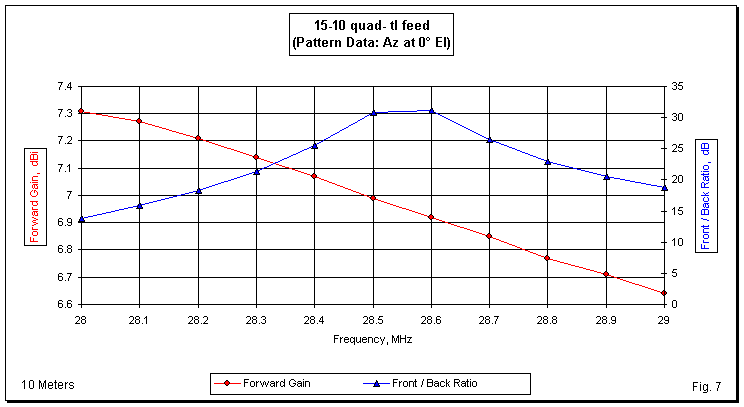 15-10 quad- tl feed
(Pattern Data: Az at 0° El)
7.4
7.3
7.2
7.1
7
6.9
6.8
6.7
6.6
Forward Gain, dBi
35
30
25
20
15
10
5
0
Front / Back Ratio, dB
28 28.1 28.2 28.3 28.4 28.5 28.6 28.7 28.8 28.9 29
Frequency, MHz
10 Meters
Forward Gain
Front / Back Ratio
Fig. 7